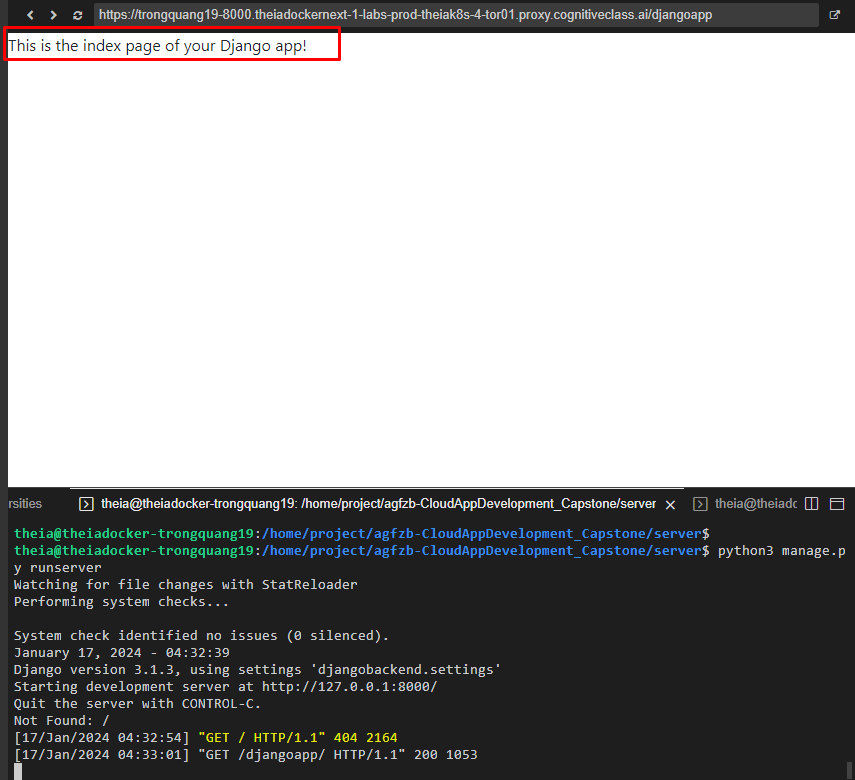 https://trongquang19-8000.theiadockernext-1-labs-prod-theiak8s-4-tor01.proxy.cognitiveclass.ai/djangoapp
This is the index page of your Django app!
rsities theia@theiadocker-trongquang19: /home/project/agfzb-CloudAppDevelopment_Capstone/server theia@theiadc
theia@theiadocker-trongquang19:/home/project/agfzb-CloudAppDevelopment_Capstone/server$
theia@theiadocker-trongquang19:/home/project/agfzb-CloudAppDevelopment_Capstone/server$ python3 manage.p
y runserver
Watching for file changes with StatReloader
Performing system checks...
System check identified no issues (0 silenced).
January 17, 2024 - 04:32:39
Django version 3.1.3, using settings 'djangobackend.settings'
Starting development server at http://127.0.0.1:8000/
Quit the server with CONTROL-C.
Not Found: /
[17/Jan/2024 04:32:54] "GET / HTTP/1.1" 404 2164
[17/Jan/2024 04:33:01] "GET /djangoapp/ HTTP/1.1" 200 1053